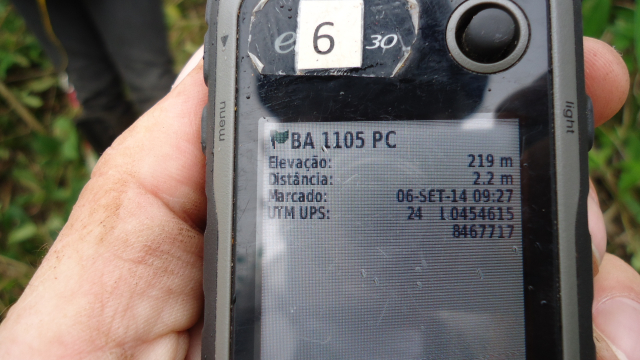 6
30
menu
light
BA 1105 PC
Elevação: 219 m
Distância: 2.2 m
Marcado: 06-SET-14 09:27
UTM UPS: 24 L 0454615
8467717